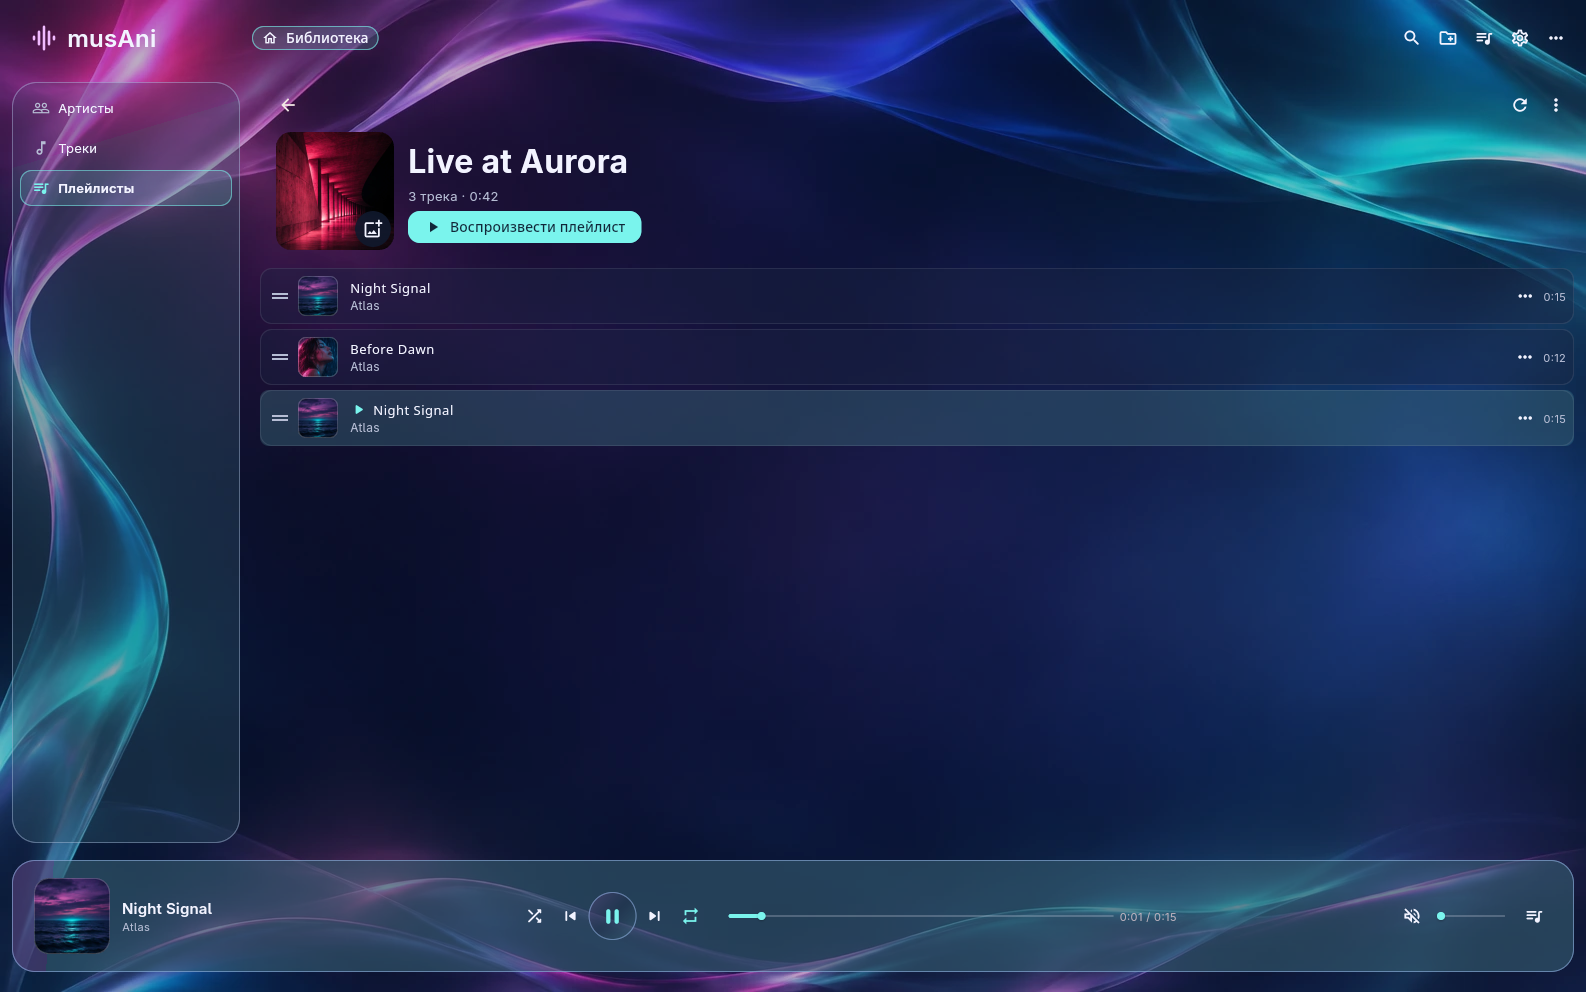 musAni
Библиотека
Артисты
Треки
Плейлисты
Live at Aurora
3 трека · 0:42
Воспроизвести плейлист
Night Signal
Atlas
0:15
Before Dawn
Atlas
0:12
Night Signal
Atlas
0:15
Night Signal
Atlas
0:01 / 0:15